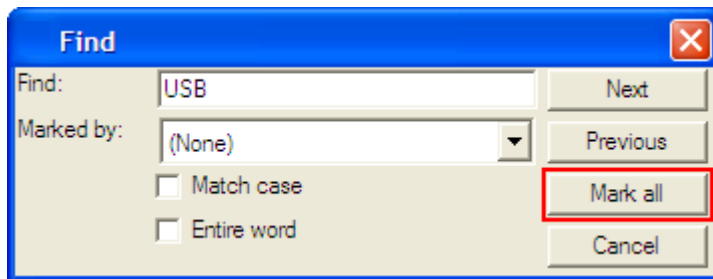 Find
Find: USB Next
Marked by: (None) Previous
Match case Mark all
Entire word
Cancel